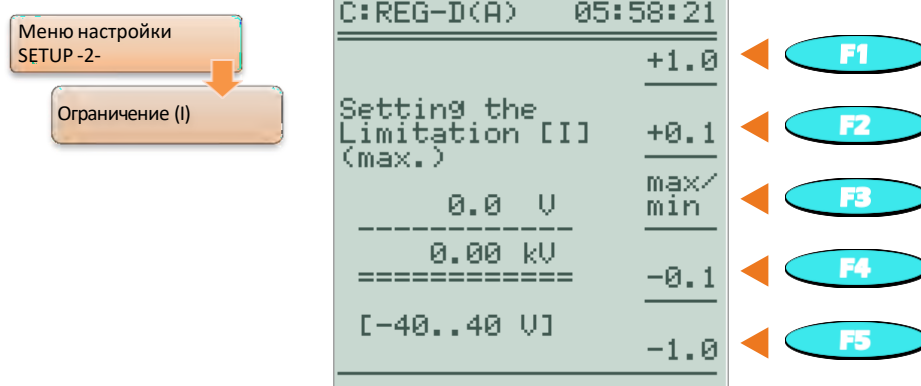 Меню настройки
SETUP -2-
Ограничение (I)
C:REG-D(A) 05:58:21
+1.0
F1
Setting the
Limitation [I]
(max.)
+0.1
F2
max/
min
F3
0.0 V
0.00 kV
-0.1
F4
[-40..40 V]
-1.0
F5